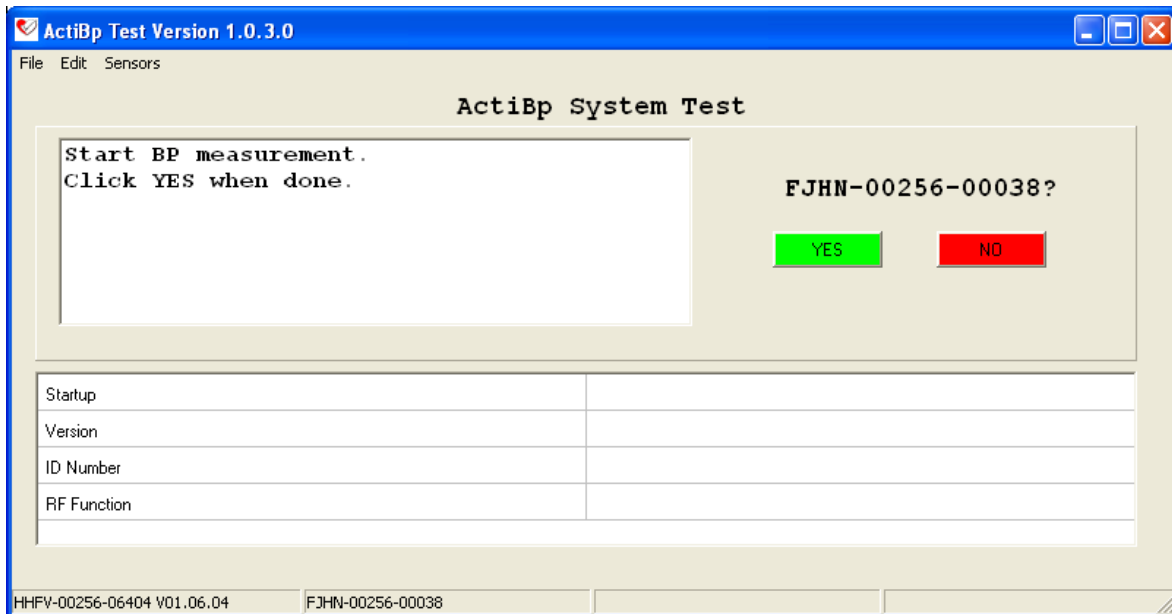 ActiBp Test Version 1.0.3.0
File Edit Sensors
ActiBp System Test
Start BP measurement.
Click YES when done.
FJHN-00256-00038?
YES NO
Startup
Version
ID Number
RF Function
HHFV-00256-06404 V01.06.04 FJHN-00256-00038